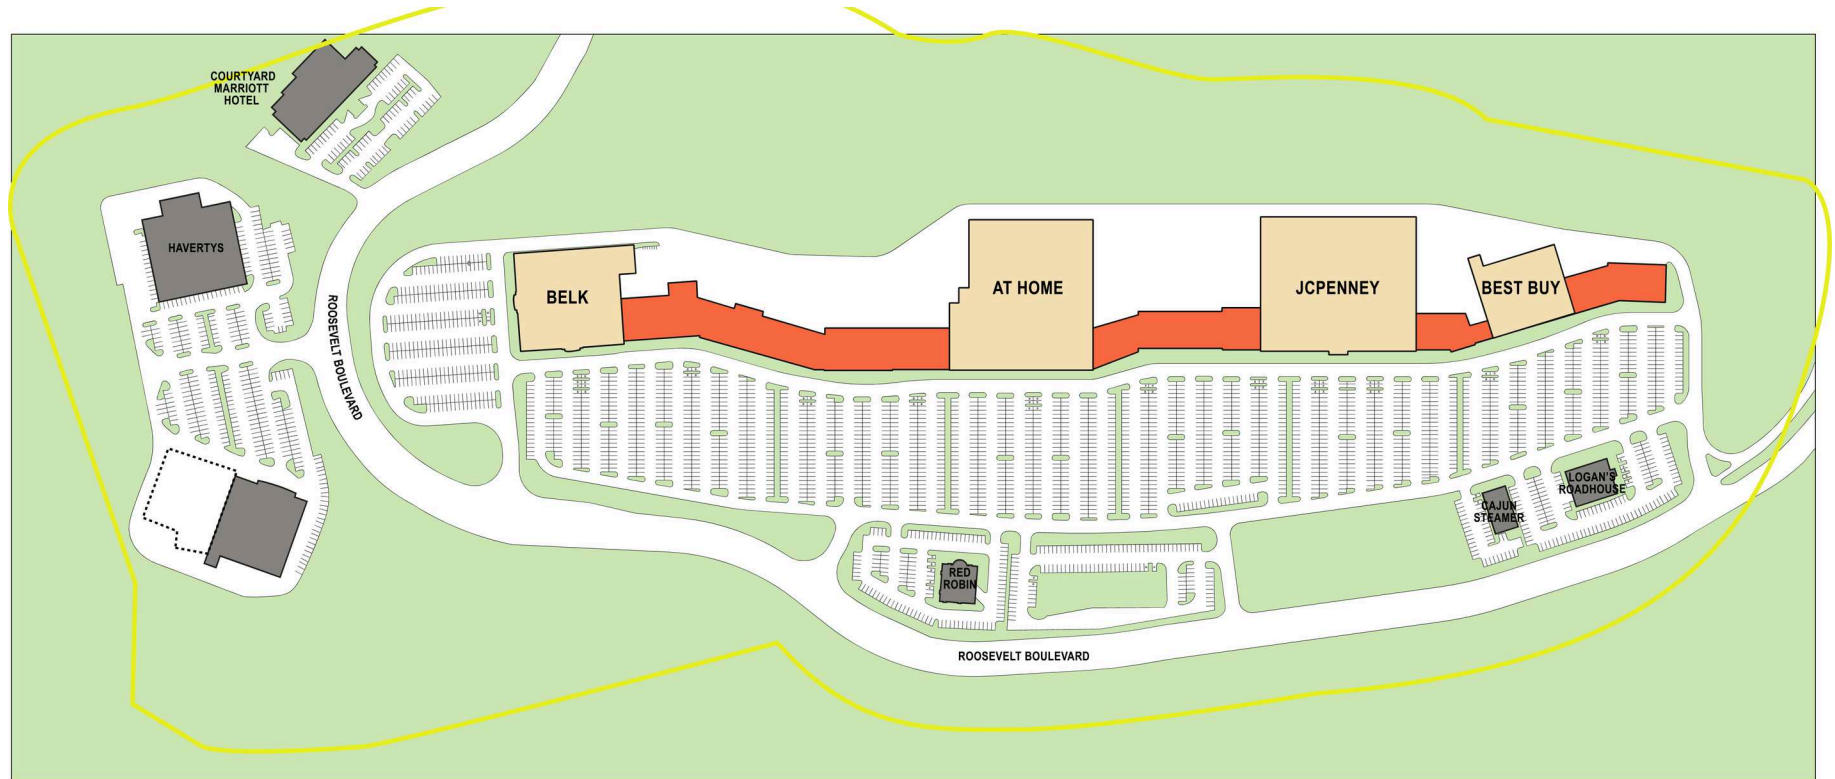 COURTYARD
MARRIOTT
HOTEL
HAVERTYS
ROOSEVELT BOULEVARD
BELK
AT HOME
JCPENNEY
BEST BUY
LOGAN'S
ROADHOUSE
CAJUN
STEAMER
RED
ROBIN
ROOSEVELT BOULEVARD